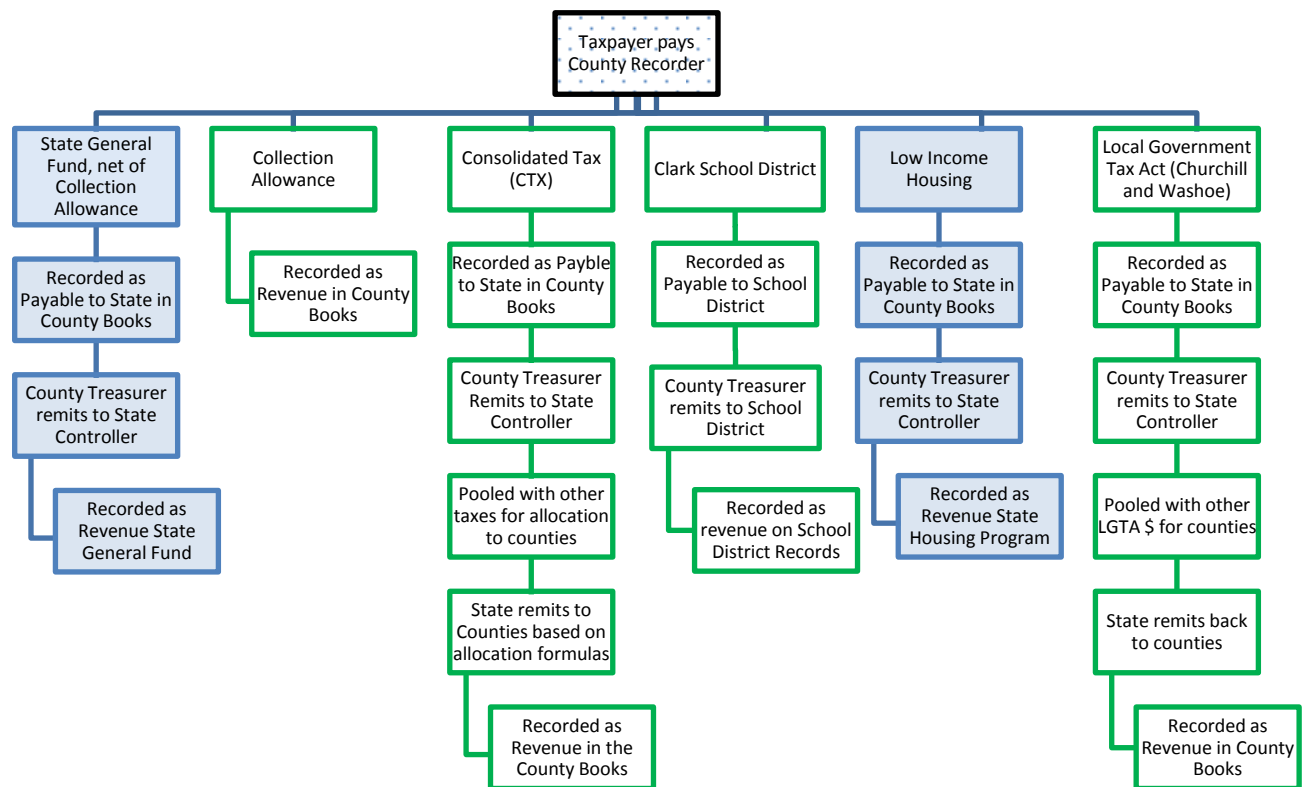 Taxpayer pays
County Recorder
State General
Fund, net of
Collection
Allowance
Recorded as
Payable to State in
County Books
County Treasurer
remits to State
Controller
Recorded as
Revenue State
General Fund
Collection
Allowance
Recorded as
Revenue in County
Books
Consolidated Tax
(CTX)
Recorded as Payble
to State in County
Books
County Treasurer
Remits to State
Controller
Pooled with other
taxes for allocation
to counties
State remits to
Counties based on
allocation formulas
Recorded as
Revenue in the
County Books
Clark School District
Recorded as
Payable to School
District
County Treasurer
remits to School
District
Recorded as
revenue on School
District Records
Low Income
Housing
Recorded as
Payable to State in
County Books
County Treasurer
remits to State
Controller
Recorded as
Revenue State
Housing Program
Local Government
Tax Act (Churchill
and Washoe)
Recorded as
Payable to State in
County Books
County Treasurer
remits to State
Controller
Pooled with other
LGTA $ for counties
State remits back
to counties
Recorded as
Revenue in County
Books